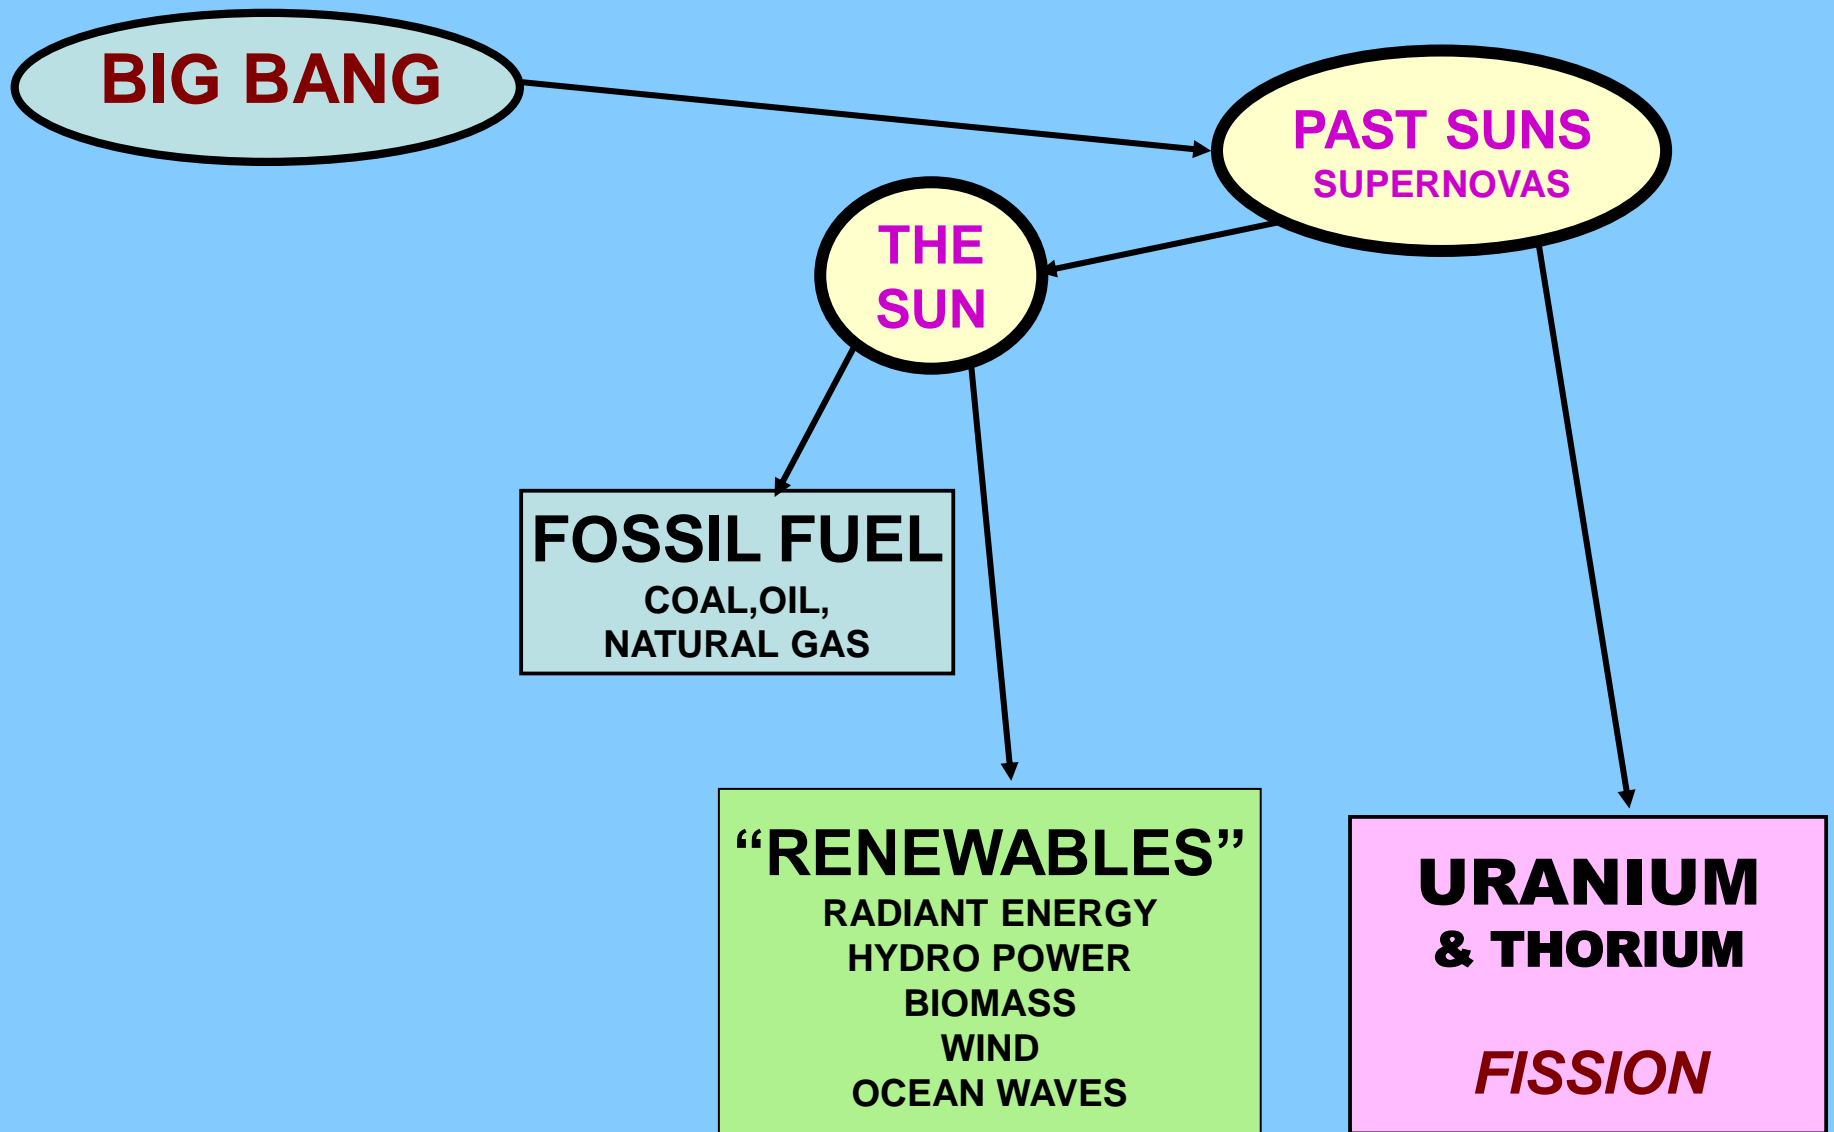 BIG BANG
PAST SUNS
SUPERNOVAS
THE
SUN
FOSSIL FUEL
COAL,OIL,
NATURAL GAS
“RENEWABLES”
RADIANT ENERGY
HYDRO POWER
BIOMASS
WIND
OCEAN WAVES
URANIUM
& THORIUM
FISSION